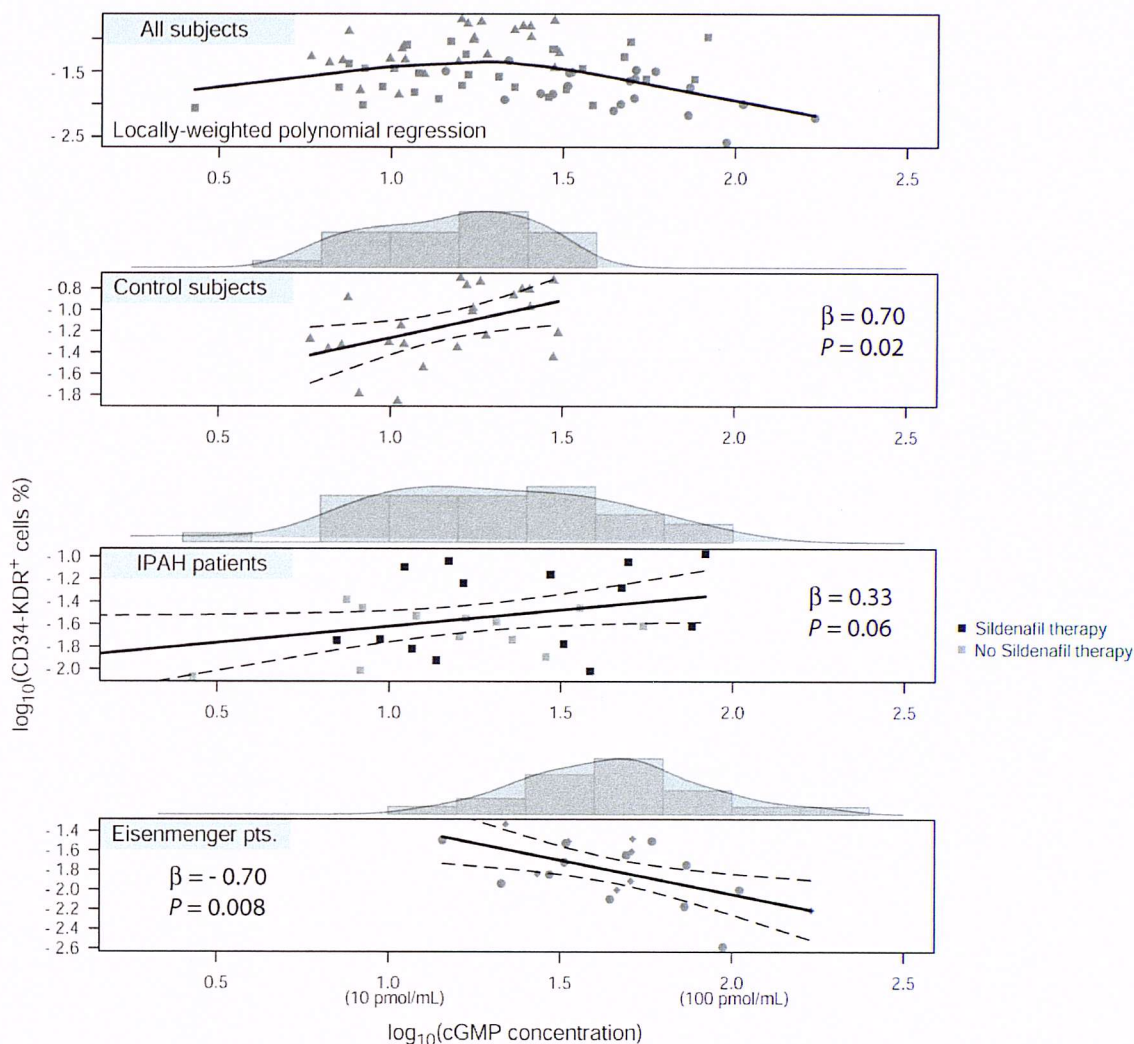 All subjects
- 1.5
- 2.5
Locally-weighted polynomial regression
0.5 1.0 1.5 2.0 2.5
Control subjects
- 0.8
- 1.0
- 1.2
- 1.4
- 1.6
- 1.8
β = 0.70
P = 0.02
0.5 1.0 1.5 2.0 2.5
log10(CD34-KDR+ cells %)
IPAH patients
- 1.0
- 1.2
- 1.4
- 1.6
- 1.8
- 2.0
β = 0.33
P = 0.06
Sildenafil therapy
No Sildenafil therapy
0.5 1.0 1.5 2.0 2.5
Eisenmenger pts.
- 1.4
- 1.6
- 1.8
- 2.0
- 2.2
- 2.4
- 2.6
β = - 0.70
P = 0.008
0.5 1.0 1.5 2.0 2.5
(10 pmol/mL) (100 pmol/mL)
log10(cGMP concentration)